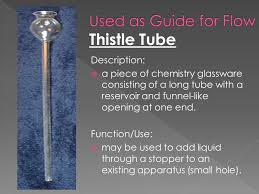 Used as Guide for Flow
Thistle Tube
Description:
a piece of chemistry glassware
consisting of a long tube with a
reservoir and funnel-like
opening at one end.
Function/Use:
may be used to add liquid
through a stopper to an
existing apparatus (small hole).